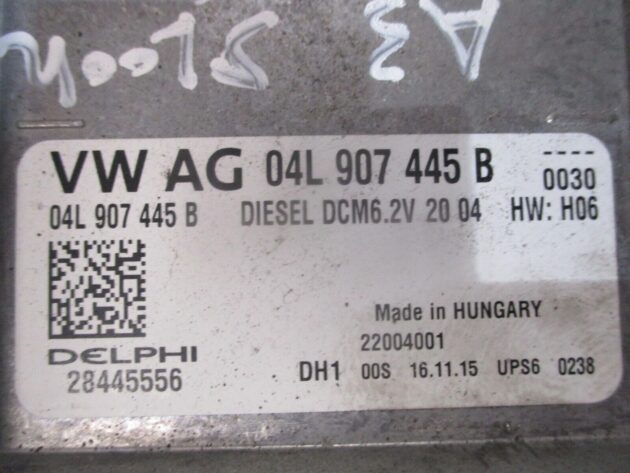 A3
VW AG 04L 907 445 B
----
0030
04L 907 445 B DIESEL DCM6.2V 20 04 HW: H06
Made in HUNGARY
DELPHI
22004001
28445556
DH1 00S 16.11.15 UPS6 0238